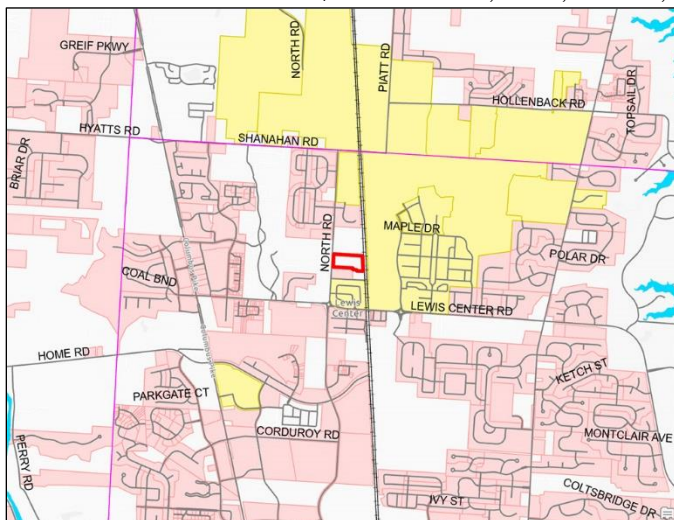 GREIF PKWY
NORTH RD
PIATT RD
TOPSAIL DR
HOLLENBACK RD
HYATTS RD
SHANAHAN RD
BRIAR DR
NORTH RD
MAPLE DR
POLAR DR
COAL BND
Lewis
Center
LEWIS CENTER RD
HOME RD
KETCH ST
PARKGATE CT
CORDUROY RD
MONTCLAIR AVE
PERRY RD
IVY ST
COLTSBRIDGE DR